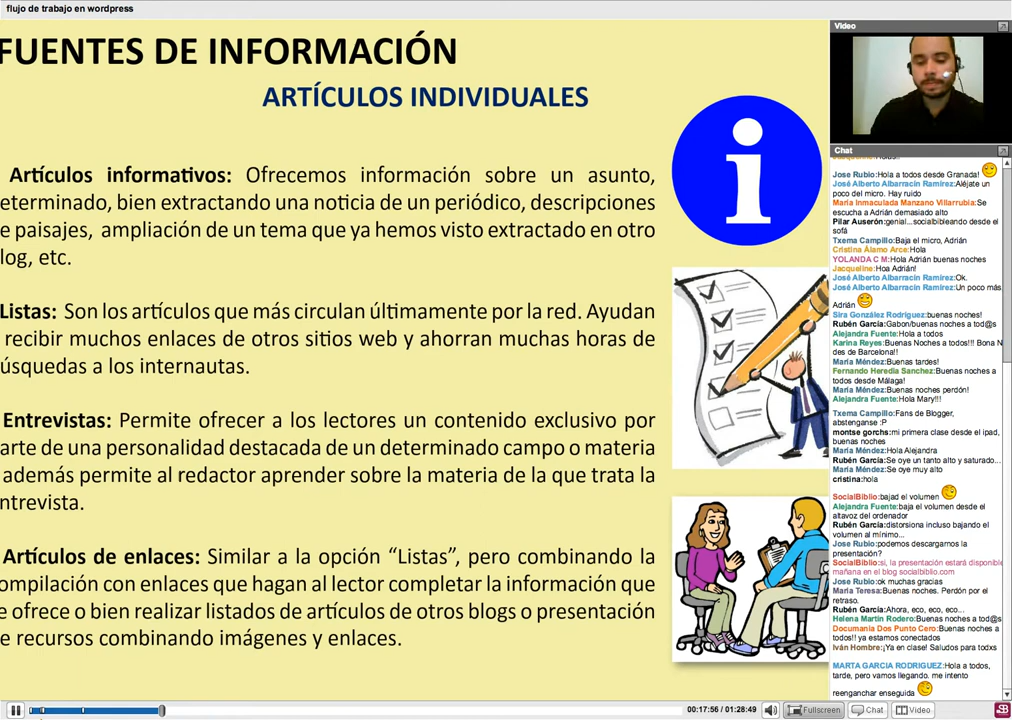 flujo de trabajo en wordpress
FUENTES DE INFORMACIÓN
ARTÍCULOS INDIVIDUALES
Artículos informativos: Ofrecemos información sobre un asunto,
eterminado, bien extractando una noticia de un periódico, descripciones
e paisajes, ampliación de un tema que ya hemos visto extractado en otro
log, etc.
Listas: Son los artículos que más circulan últimamente por la red. Ayudan
recibir muchos enlaces de otros sitios web y ahorran muchas horas de
úsquedas a los internautas.
Entrevistas: Permite ofrecer a los lectores un contenido exclusivo por
arte de una personalidad destacada de un determinado campo o materia
además permite al redactor aprender sobre la materia de la que trata la
ntrevista.
Artículos de enlaces: Similar a la opción “Listas”, pero combinando la
ompilación con enlaces que hagan al lector completar la información que
e ofrece o bien realizar listados de artículos de otros blogs o presentación
e recursos combinando imágenes y enlaces.
i
Video
Chat
Jose Rubio:Hola a todos desde Granada!
José Alberto Albarracín Ramírez:Aléjate un
poco del micro. Hay ruido
María Inmaculada Manzano Villarrubia:Se
escucha a Adrián demasiado alto
Pilar Auserón:genial...socialbibleando desde el
sofá
Txema Campillo:Baja el micro, Adrián
Cristina Álamo Arce:Hola
YOLANDA C M:Hola Adrián buenas noches
Jacqueline:Hoa Adrián!
José Alberto Albarracín Ramírez:Ok.
José Alberto Albarracín Ramírez:Un poco más
Adrián
Sira González Rodríguez:buenas noches!
Rubén García:Gabon/buenas noches a tod@s
Alejandra Fuente:Hola a todos
Karina Reyes:Buenas Noches a todos!!! Bona N
des de Barcelona!!
María Méndez:Buenas tardes!
Fernando Heredia Sanchez:Buenas noches a
todos desde Málaga!
María Méndez:Buenas noches perdón!
Alejandra Fuente:Hola Mary!!!
Txema Campillo:Fans de Blogger,
abstenganse :P
montse gorchs:mi primera clase desde el ipad,
buenas noches
María Méndez:Hola Alejandra
Rubén García:Se oye un tanto alto y saturado...
María Méndez:Se oye muy alto
cristina:hola
SocialBiblio:bajad el volumen
Alejandra Fuente:baja el volumen desde el
altavoz del ordenador
Rubén García:distorsiona incluso bajando el
volumen al mínimo...
Jose Rubio:podemos descargarnos la
presentación?
SocialBiblio:si, la presentación estará disponible
mañana en el blog socialbiblio.com
Jose Rubio:ok muchas gracias
Maria Teresa:Buenas noches. Perdón por el
retraso.
Rubén García:Ahora, eco, eco, eco...
Helena Martín Rodero:Buenas noches a tod@s
Documania Dos Punto Cero:Buenas noches a
todos!! ya estamos conectados
Iván Hombre:¡Ya en clase! Saludos para todxs
MARTA GARCIA RODRIGUEZ:Hola a todos,
tarde, pero vamos llegando. me intento
reenganchar enseguida
00:17:56 / 01:28:49
Fullscreen
Chat
Video
SB